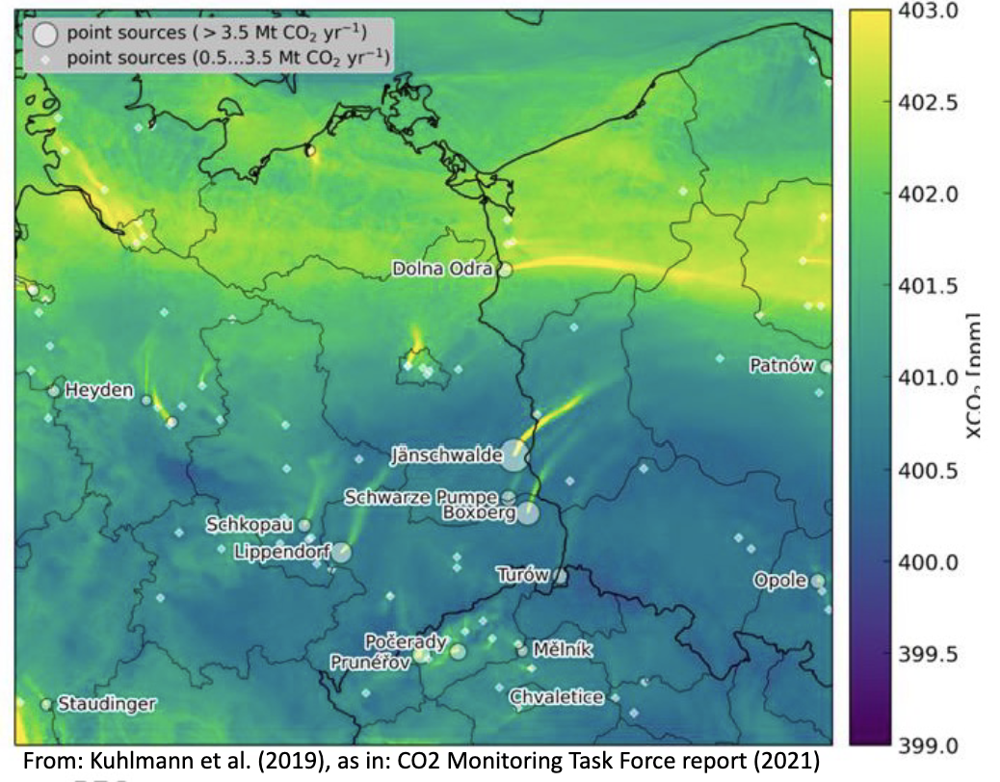 point sources (> 3.5 Mt CO₂ yr⁻¹)
point sources (0.5...3.5 Mt CO₂ yr⁻¹)
Dolna Odra
Patnów
Heyden
Jänschwalde
Schwarze Pumpe
Boxberg
Schkopau
Lippendorf
Turów
Opole
Počerady
Prunéřov
Mělník
Chvaletice
Staudinger
403.0
402.5
402.0
401.5
401.0
400.5
400.0
399.5
399.0
XCO₂ [ppm]
From: Kuhlmann et al. (2019), as in: CO2 Monitoring Task Force report (2021)